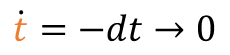 ṫ = −dt → 0